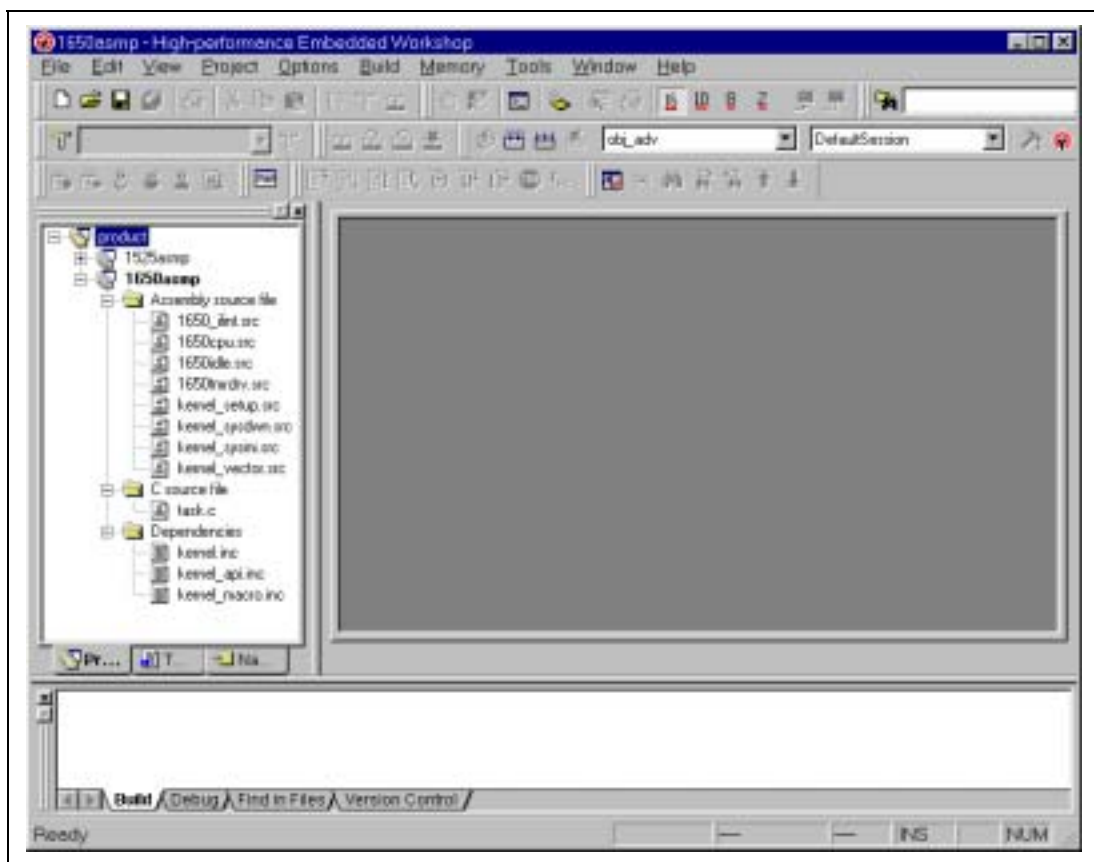 1650asmp - High-performance Embedded Workshop
File Edit View Project Options Build Memory Tools Window Help
obj_adv DefaultSession
product
1525asmp
1650asmp
Assembly source file
1650_ilint.src
1650cpu.src
1650idle.src
1650tmrdrv.src
kernel_setup.src
kernel_sysdwn.src
kernel_sysini.src
kernel_vector.src
C source file
task.c
Dependencies
kernel.inc
kernel_api.inc
kernel_macro.inc
Pr... T... Na...
Build Debug Find in Files Version Control
Ready INS NUM